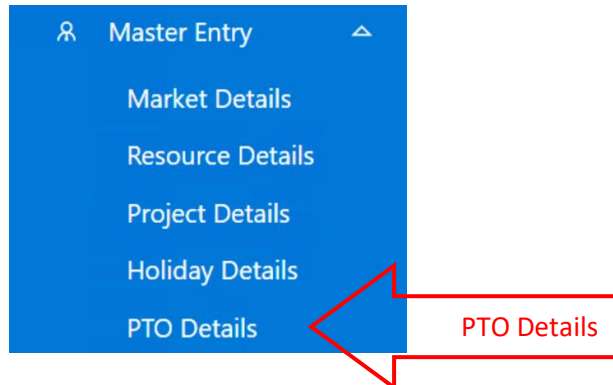 Master Entry
Market Details
Resource Details
Project Details
Holiday Details
PTO Details
PTO Details